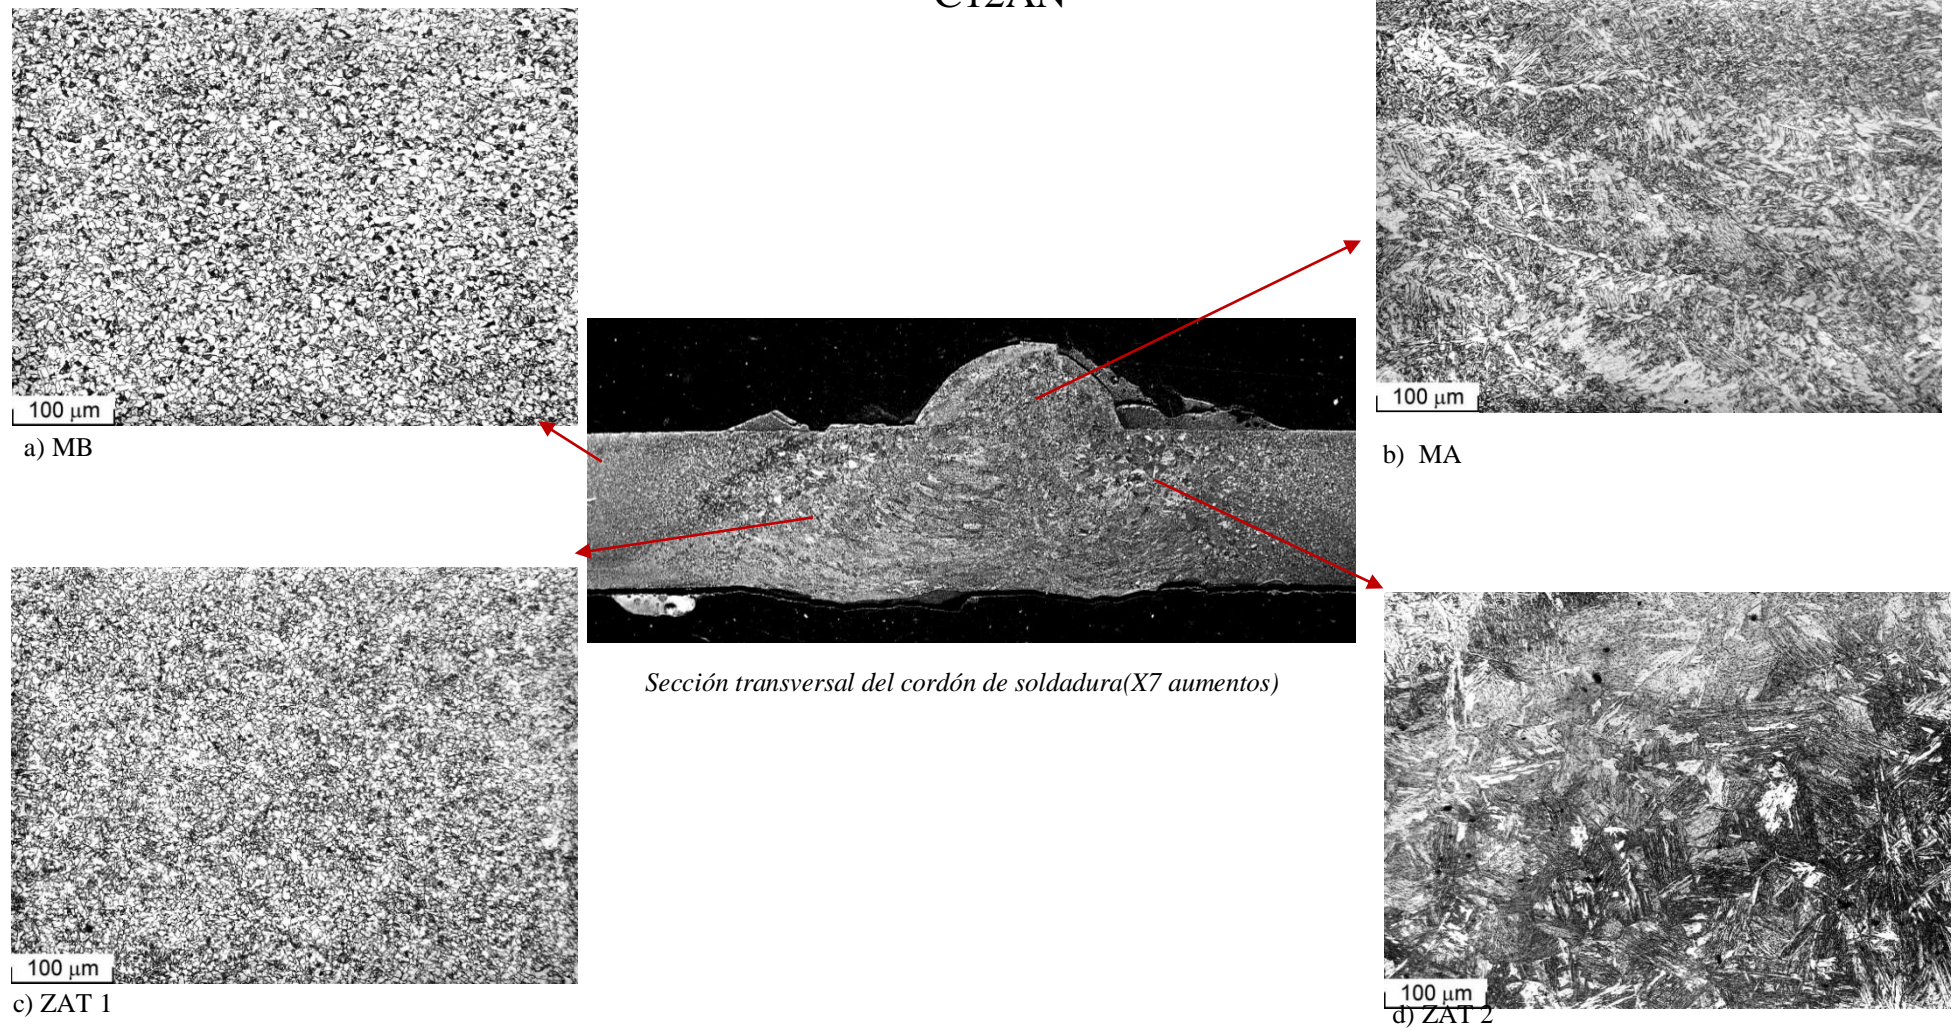 C12AN
100 µm
a) MB
100 µm
b) MA
Sección transversal del cordón de soldadura(X7 aumentos)
100 µm
c) ZAT 1
100 µm
d) ZAT 2